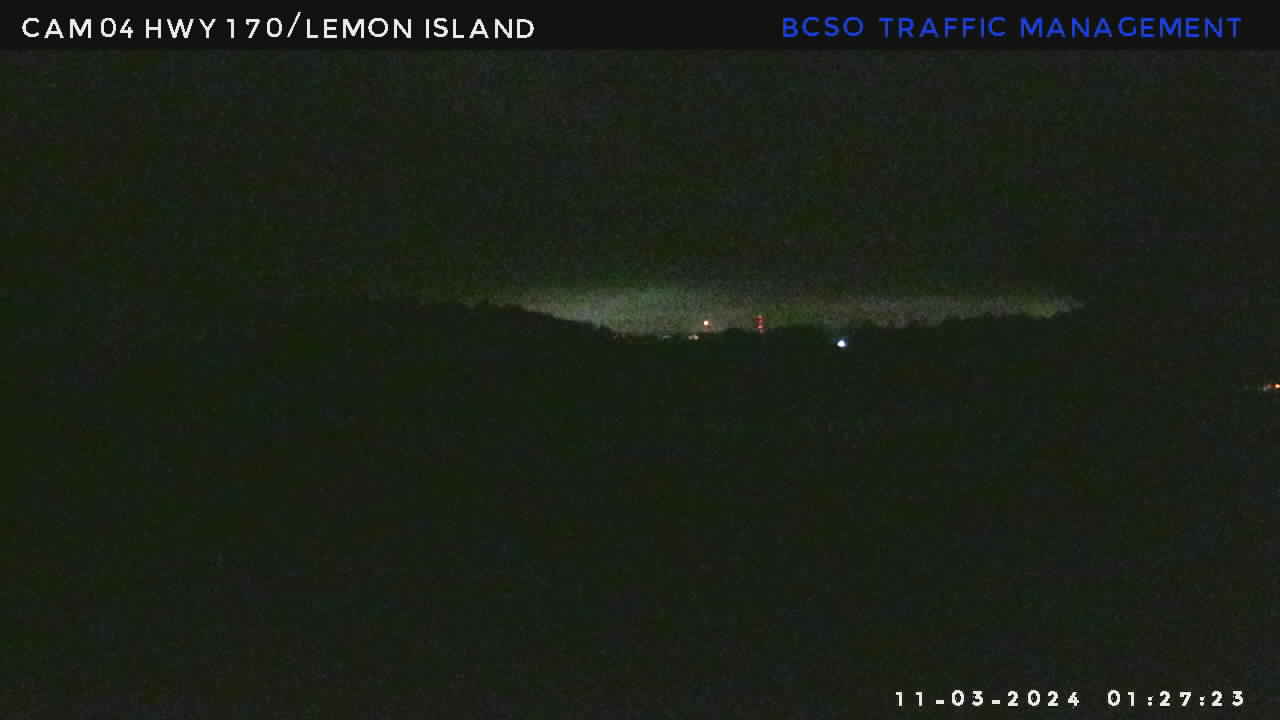 CAM 04 HWY 170/LEMON ISLAND
BCSO TRAFFIC MANAGEMENT
11-03-2024 01:27:23